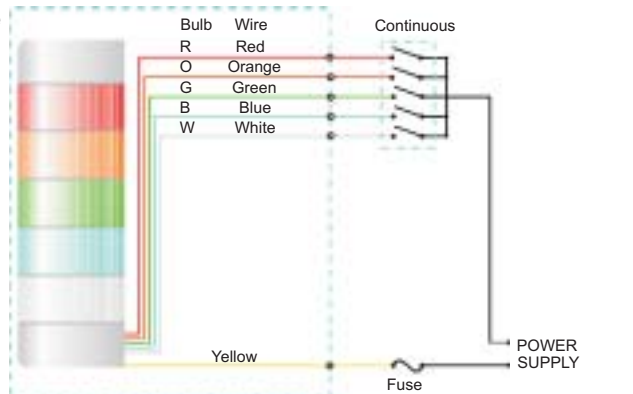 Bulb Wire Continuous
R Red
O Orange
G Green
B Blue
W White
Yellow
Fuse
POWER
SUPPLY